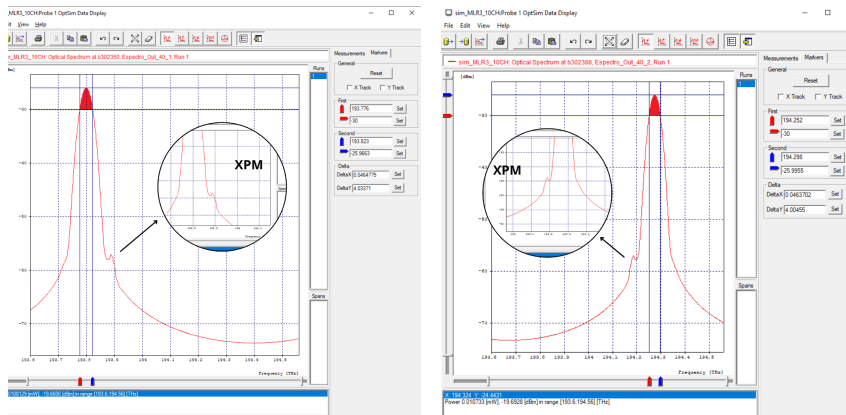 _MLR3_10CH:Probe 1 OptSim Data Display
it View Help
n_MLR3_10CH: Optical Spectrum at b302350, Espectro_Out_40_1, Run 1
Runs
1
-30
-40
-50
-60
-70
XPM
Frequency
193.6 193.7 193.8 193.9 194 194.1 194.2 194.3 194.4 194.5
Frequency [THz]
Spans
Measurements Markers
General
Reset
X Track Y Track
First
193.776 Set
-30 Set
Second
193.823 Set
-25.9663 Set
Delta
DeltaX 0.0464775 Set
DeltaY 4.03371 Set
.0108129 [mW], -19.6606 [dBm] in range [193.6;194.56] [THz]
sim_MLR3_10CH:Probe 1 OptSim Data Display
File Edit View Help
sim_MLR3_10CH: Optical Spectrum at b302388, Espectro_Out_40_2, Run 1
[dBm]
Runs
1
-30
-40
-60
-70
XPM
193.6 193.7 193.8 193.9 194 194.1 194.2 194.3 194.4 194.5
Frequency [THz]
Spans
Measurements Markers
General
Reset
X Track Y Track
First
194.252 Set
-30 Set
Second
194.298 Set
-25.9955 Set
Delta
DeltaX 0.0463702 Set
DeltaY 4.00455 Set
X: 194.324 Y: -24.4431
Power 0.010733 [mW], -19.6928 [dBm] in range [193.6;194.56] [THz]